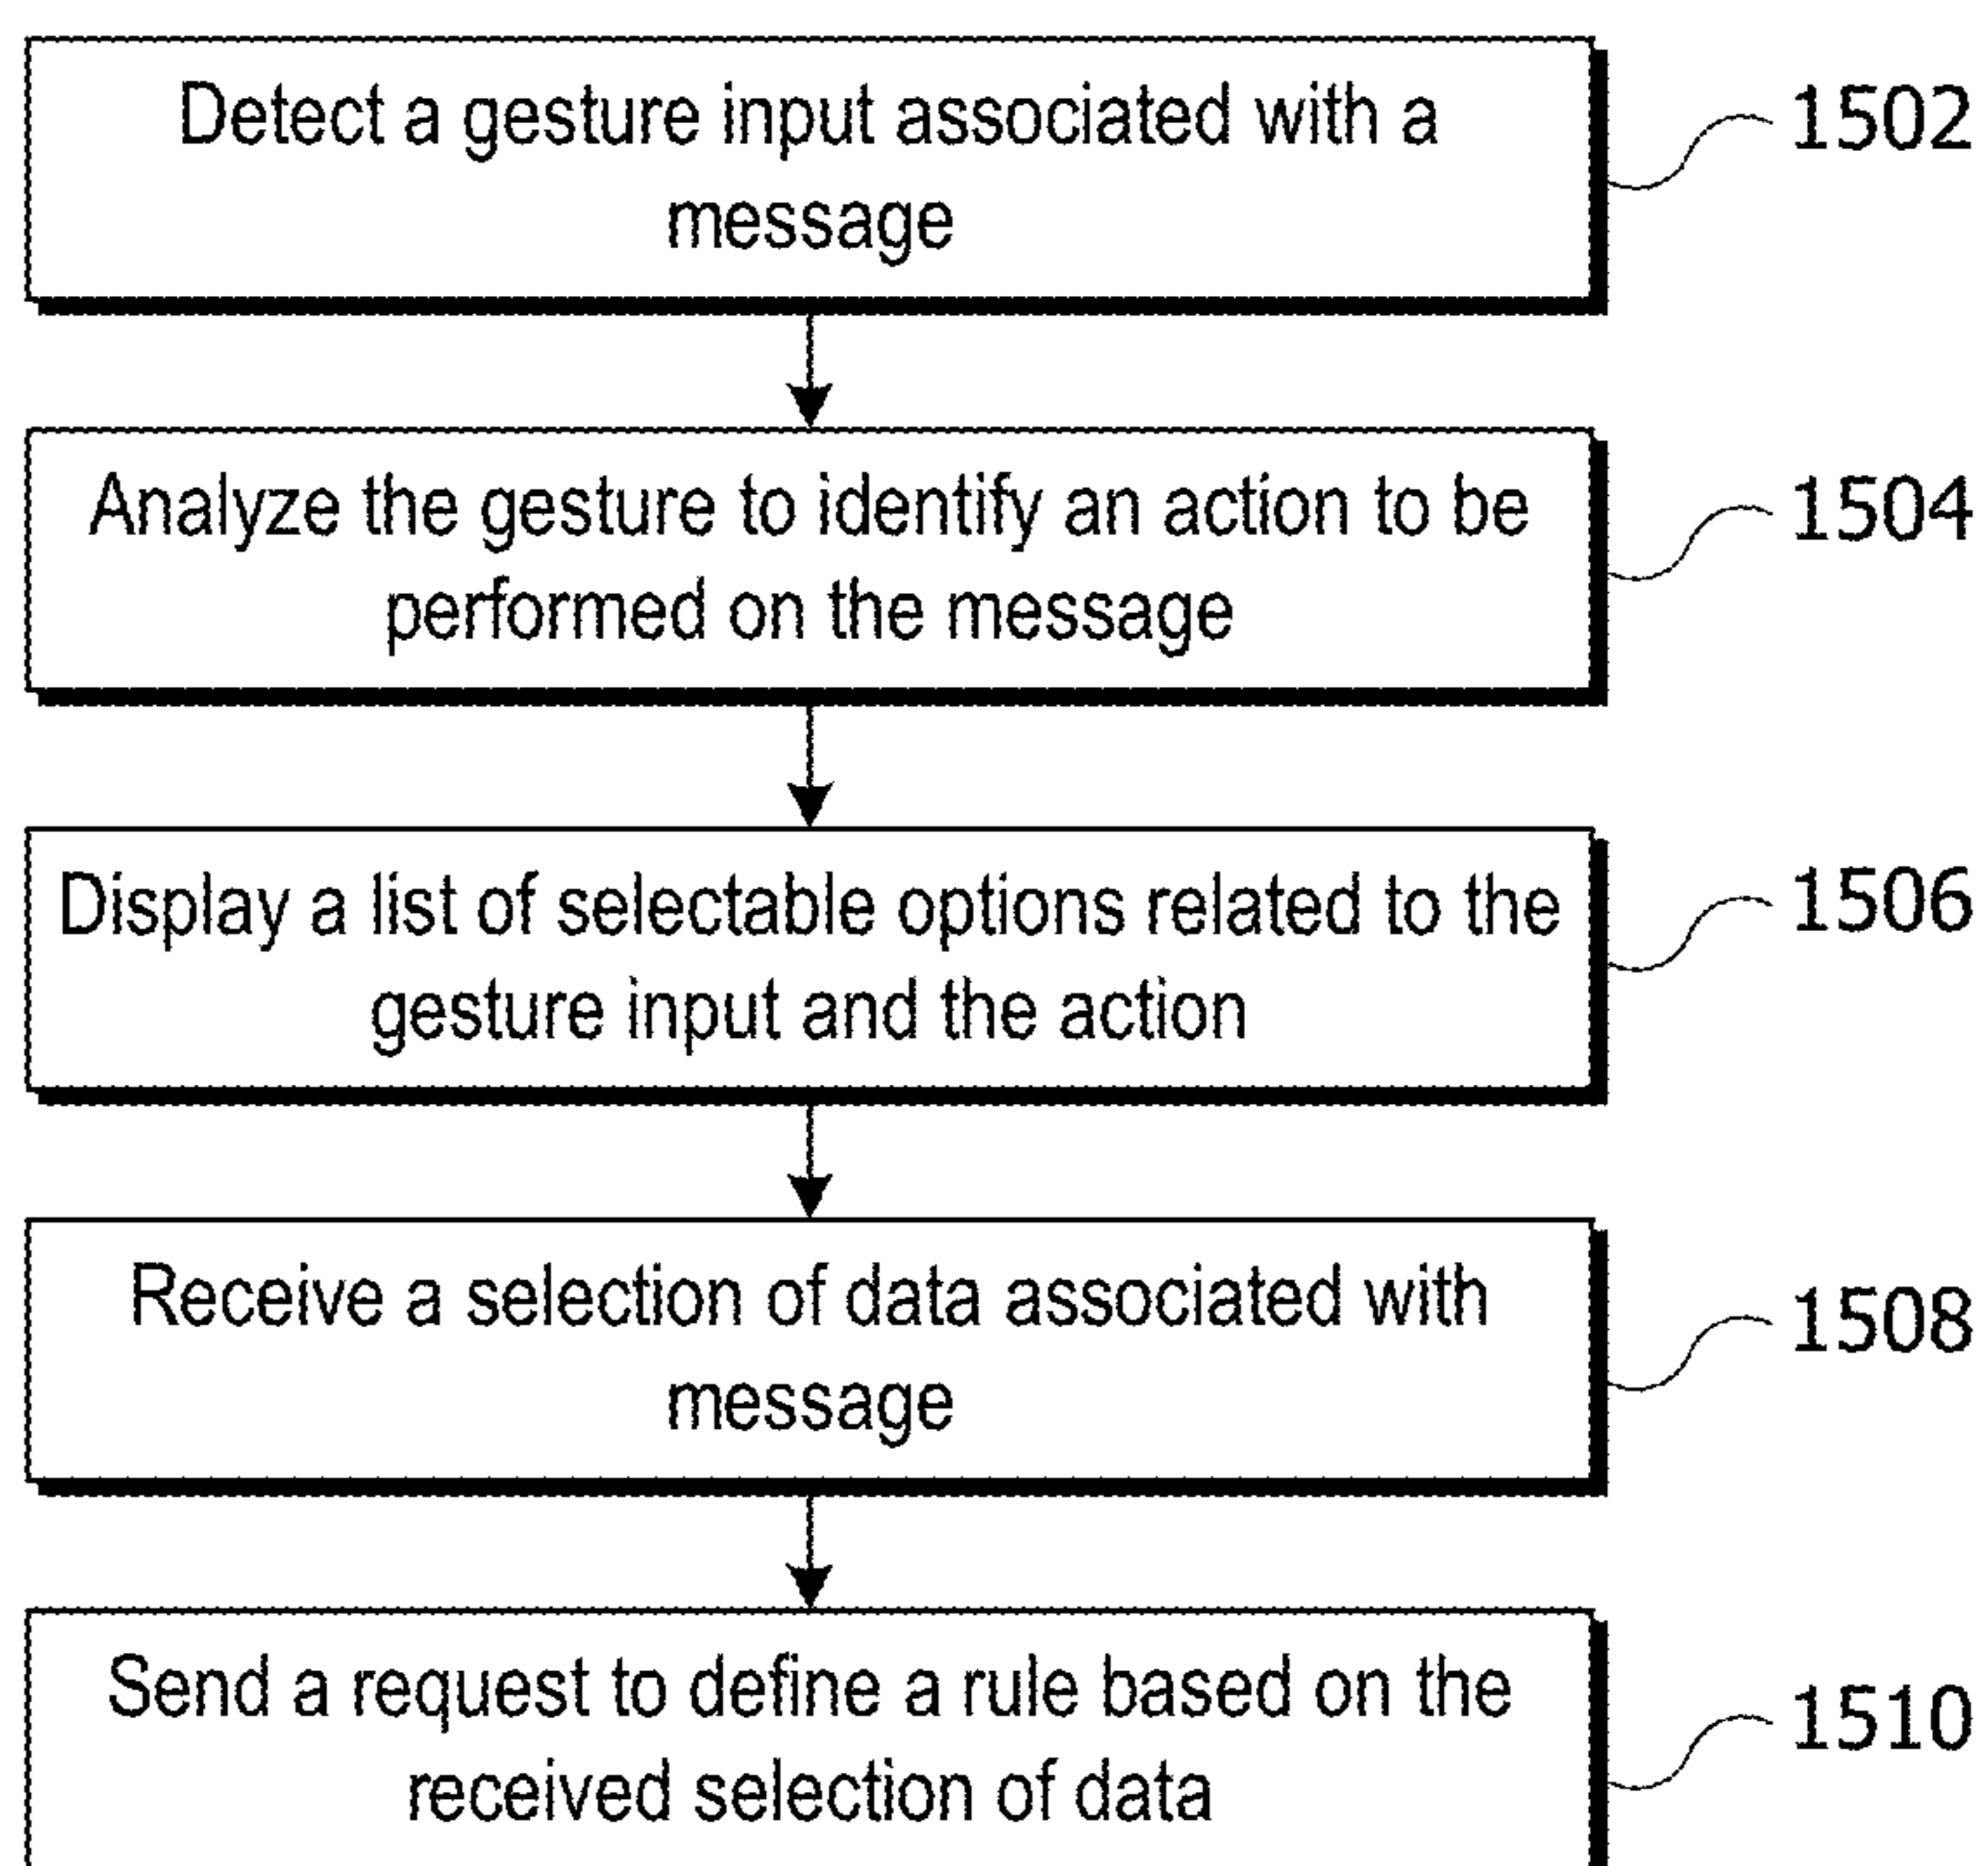 Detect a gesture input associated with a
message
1502
Analyze the gesture to identify an action to be
performed on the message
1504
Display a list of selectable options related to the
gesture input and the action
1506
Receive a selection of data associated with
message
1508
Send a request to define a rule based on the
received selection of data
1510